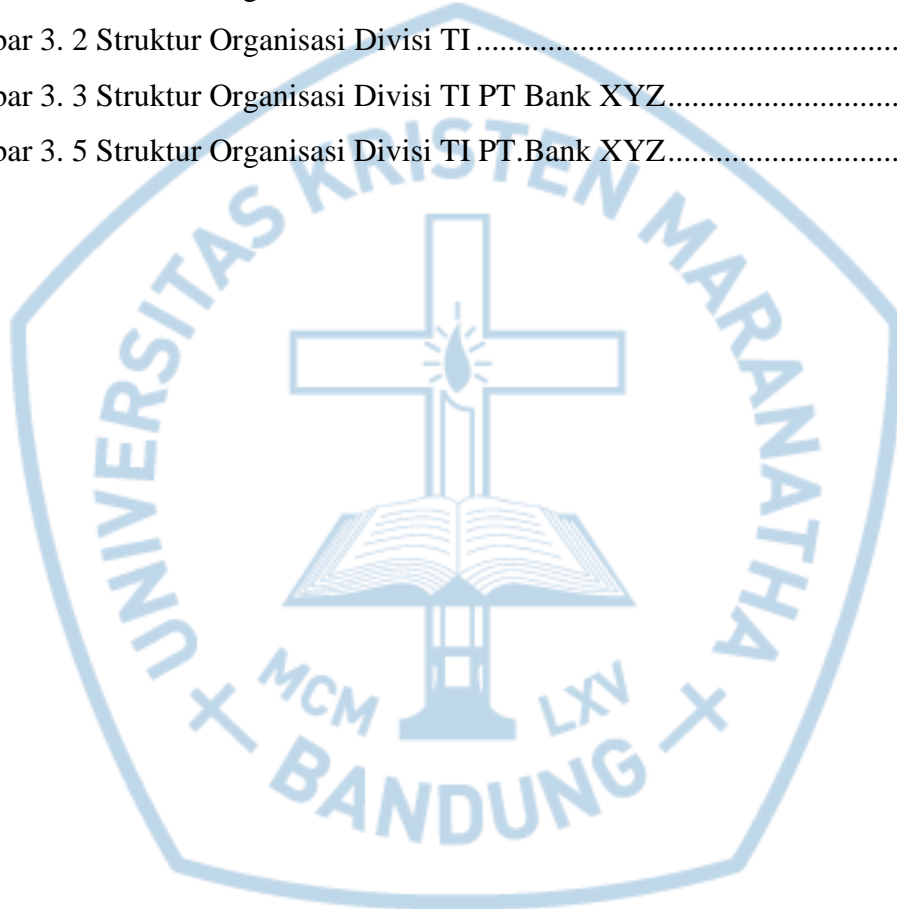 bar 3. 2 Struktur Organisasi Divisi TI ........................................................
bar 3. 3 Struktur Organisasi Divisi TI PT Bank XYZ...............................
bar 3. 5 Struktur Organisasi Divisi TI PT.Bank XYZ...............................
UNIVERSITAS KRISTEN MARANATHA
MCM LXV
BANDUNG